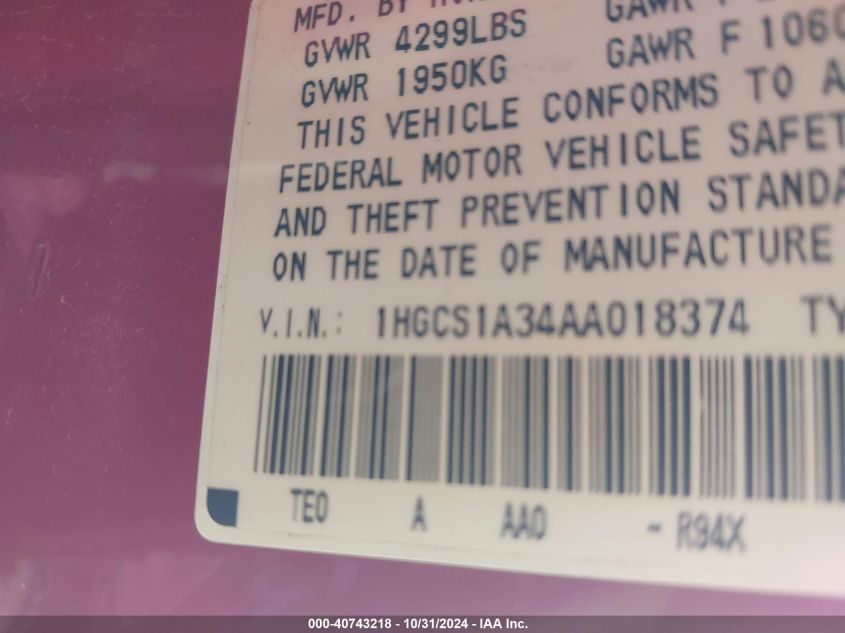 MFD. BY
GVWR 4299LBS GAWR F
GVWR 1950KG GAWR F 1060
THIS VEHICLE CONFORMS TO A
FEDERAL MOTOR VEHICLE SAFET
AND THEFT PREVENTION STANDA
ON THE DATE OF MANUFACTURE
V.I.N.: 1HGCS1A34AA018374 TY
TE0 A AA0 - R94X
000-40743218 - 10/31/2024 - IAA Inc.